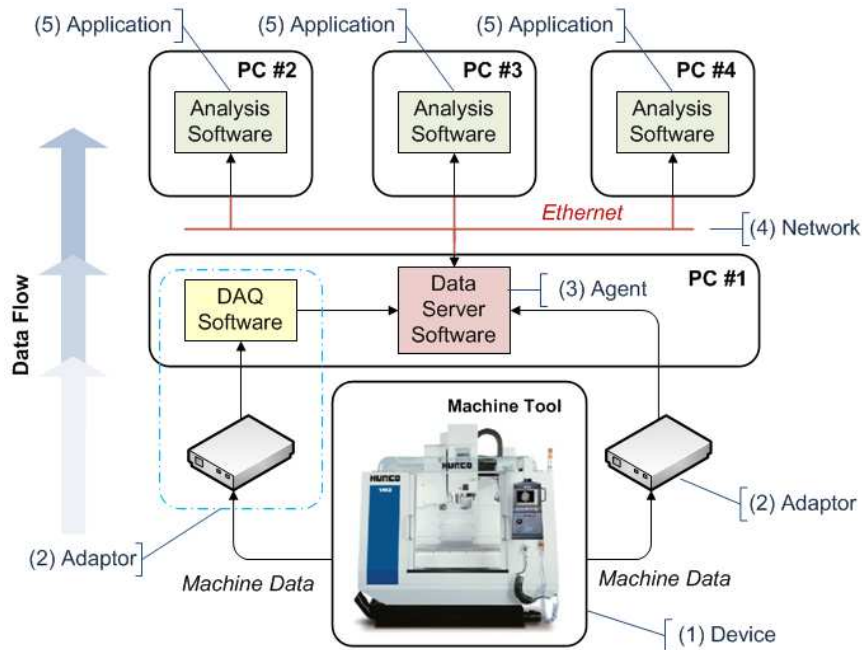 (5) Application
(5) Application
(5) Application
PC #2
PC #3
PC #4
Analysis
Software
Analysis
Software
Analysis
Software
Ethernet
(4) Network
PC #1
DAQ
Software
Data
Server
Software
(3) Agent
Data Flow
Machine Tool
HURCO
HURCO
(2) Adaptor
(2) Adaptor
Machine Data
Machine Data
(1) Device